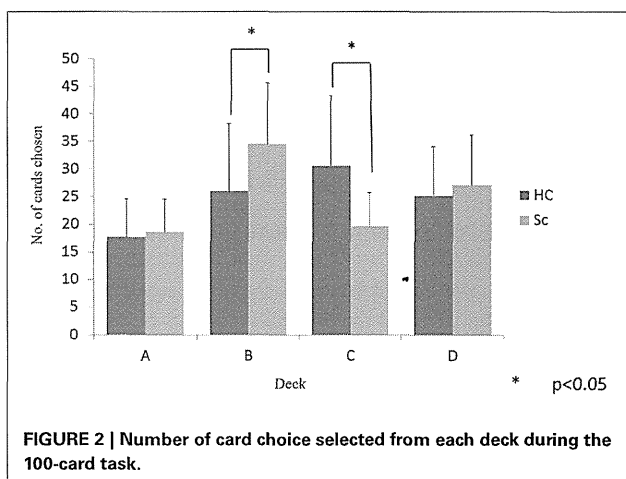 * *
50
45
40
35
30
25
20
15
10
5
0
No. of cards chosen
HC
Sc
A B C D
Deck
* p<0.05
FIGURE 2 | Number of card choice selected from each deck during the
100-card task.